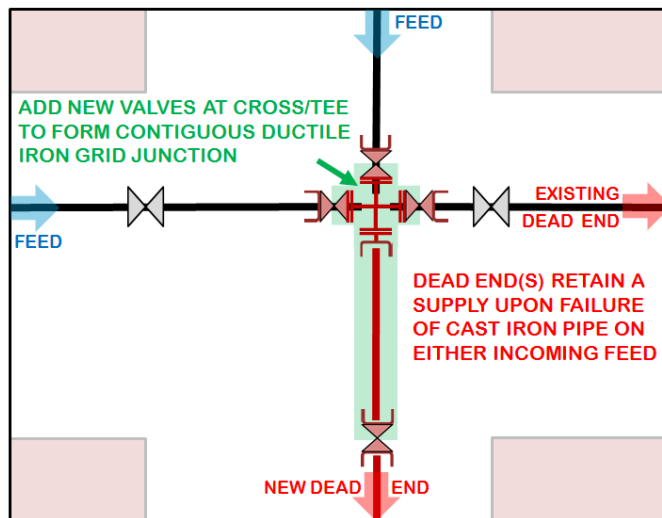 FEED
ADD NEW VALVES AT CROSS/TEE
TO FORM CONTIGUOUS DUCTILE
IRON GRID JUNCTION
EXISTING
DEAD END
FEED
DEAD END(S) RETAIN A
SUPPLY UPON FAILURE
OF CAST IRON PIPE ON
EITHER INCOMING FEED
NEW DEAD END